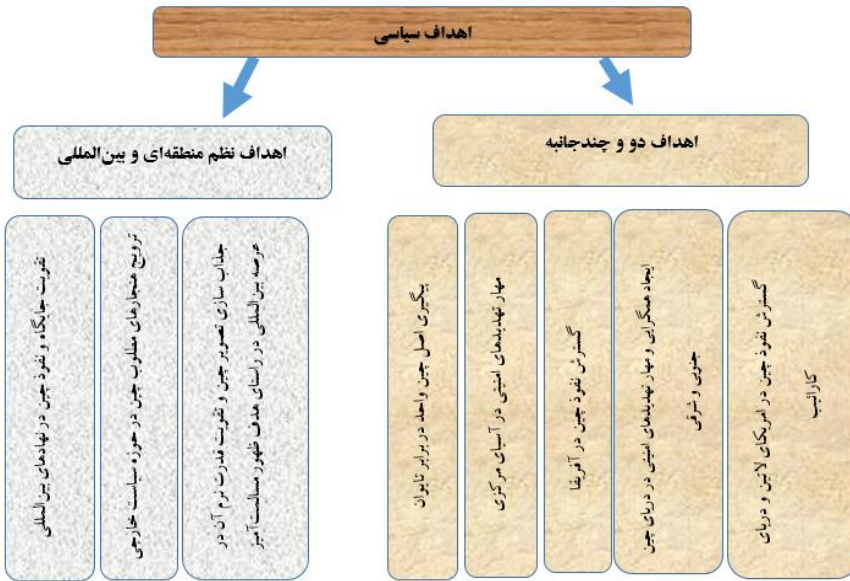 اهداف سیاسی
اهداف دو و چندجانبه
اهداف نظم منطقه‌ای و بین‌المللی
گسترش نفوذ چین در امریکای لاتین و دریای
کارائیب
ایجاد همگرایی و مهار تهدیدهای امنیتی در دریای چین
جنوبی و شرقی
گسترش نفوذ چین در آفریقا
مهار تهدیدهای امنیتی در آسیای مرکزی
پیگیری اصل چین واحد در برابر تایوان
جذاب سازی تصویر چین و تقویت قدرت نرم آن در
عرصه بین‌المللی در راستای هدف ظهور مسالمت‌آمیز
ترویج هنجارهای مطلوب چین در حوزه سیاست خارجی
تقویت جایگاه و نفوذ چین در نهادهای بین‌المللی